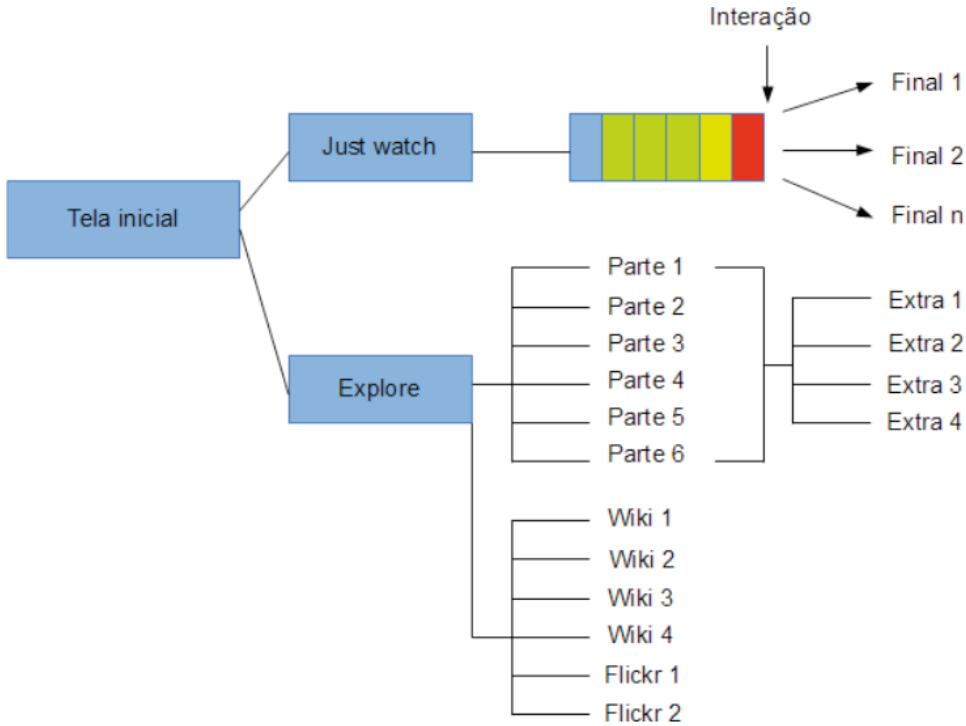 Interação
Final 1
Just watch
Final 2
Tela inicial
Final n
Parte 1
Parte 2
Parte 3
Parte 4
Parte 5
Parte 6
Extra 1
Extra 2
Extra 3
Extra 4
Explore
Wiki 1
Wiki 2
Wiki 3
Wiki 4
Flickr 1
Flickr 2